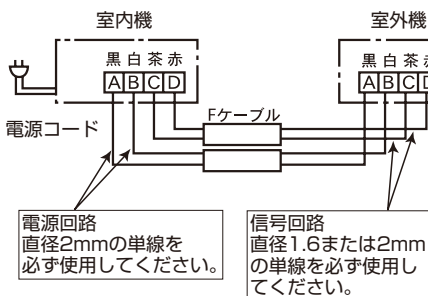 室内機
室外機
黒 白 茶 赤
黒 白 茶 赤
A B C D
A B C D
電源コード
Fケーブル
電源回路
直径2mmの単線を
必ず使用してください。
信号回路
直径1.6または2mm
の単線を必ず使用し
てください。